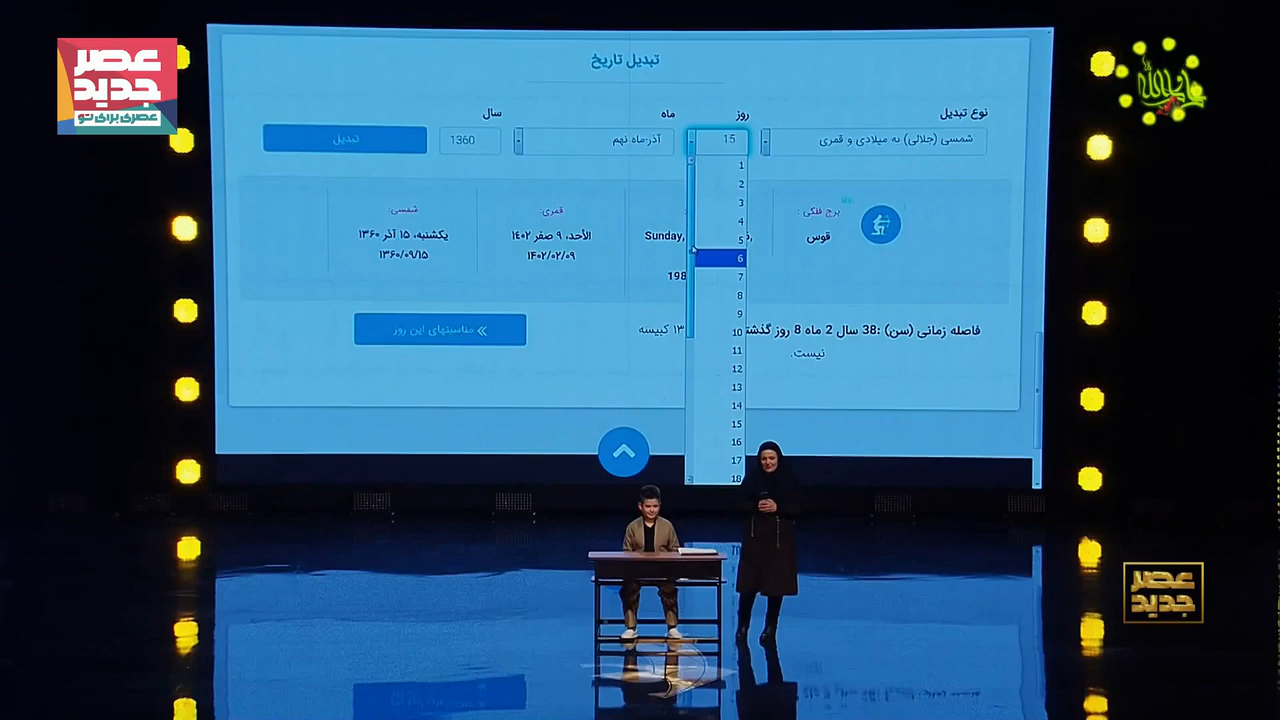 عصر
جدید
عصری برای تو
تبدیل تاریخ
نوع تبدیل
روز
ماه
سال
شمسی (جلالی) به میلادی و قمری
15
آذر-ماه نهم
1360
تبدیل
برج فلکی:
قوس
Sunday,
198
قمری:
الأحد، ۹ صفر ۱٤۰۲
۱۴۰۲/۰۲/۰۹
شمسی:
یکشنبه، ۱۵ آذر ۱۳۶۰
۱۳۶۰/۰۹/۱۵
1
2
3
4
5
6
7
8
9
10
11
12
13
14
15
16
17
18
فاصله زمانی (سن) :38 سال 2 ماه 8 روز گذشته
۱۳ کبیسه
نیست.
مناسبتهای این روز
عصر
جدید